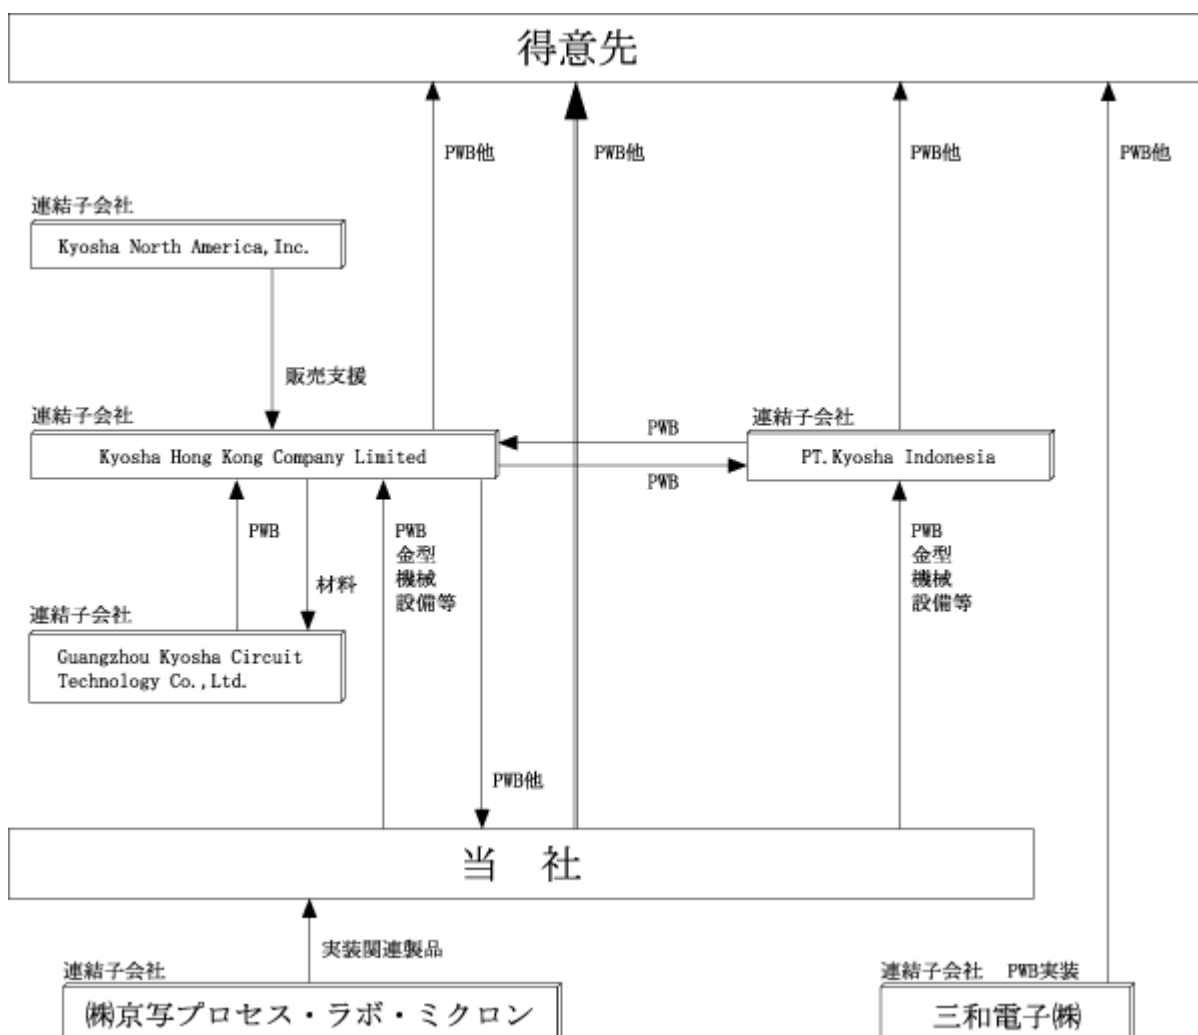 得意先
PWB他
PWB他
PWB他
PWB他
連結子会社
Kyosha North America,Inc.
販売支援
連結子会社
Kyosha Hong Kong Company Limited
PWB
PWB
連結子会社
PT.Kyosha Indonesia
PWB
材料
PWB
金型
機械
設備等
PWB
金型
機械
設備等
連結子会社
Guangzhou Kyosha Circuit
Technology Co.,Ltd.
PWB他
当 社
実装関連製品
連結子会社
㈱京写プロセス・ラボ・ミクロン
連結子会社 PWB実装
三和電子㈱